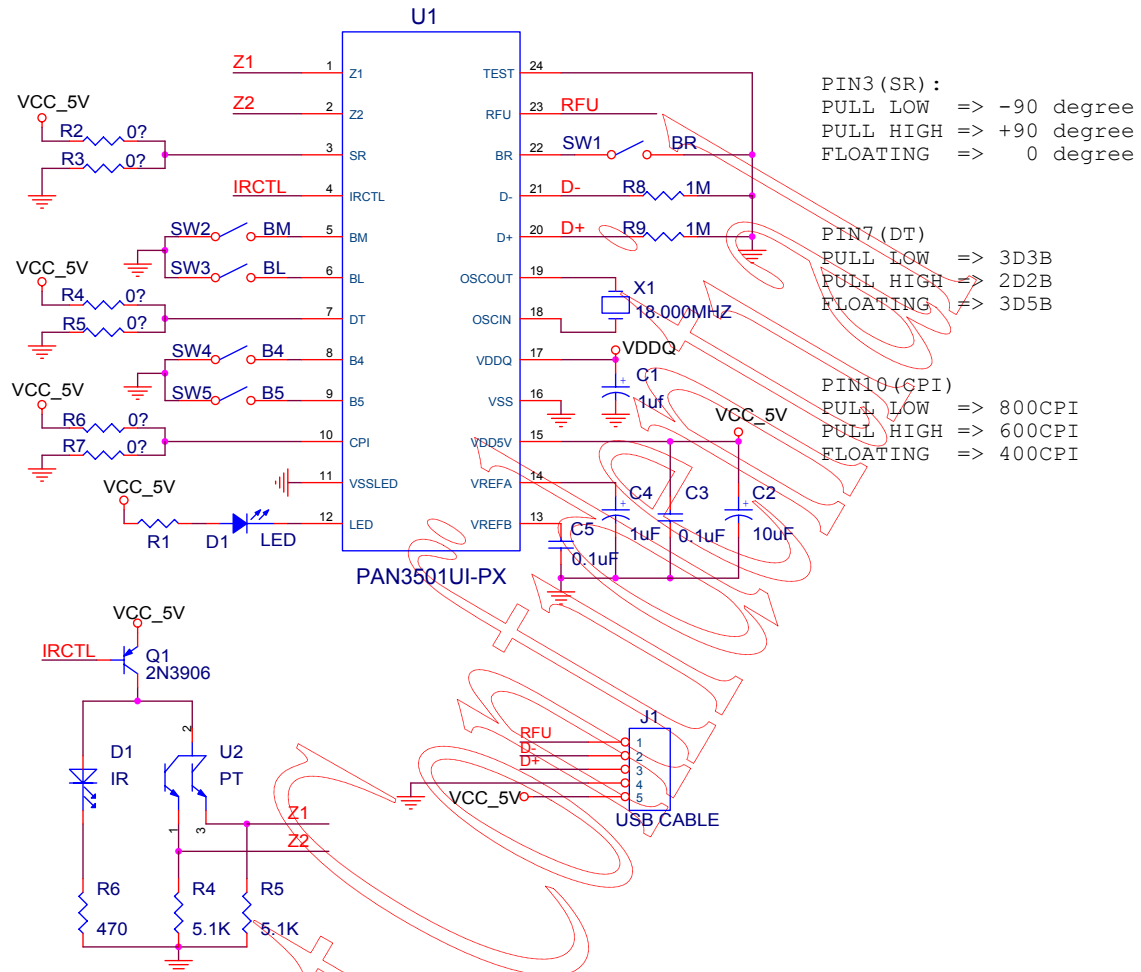 U1
PAN3501UI-PX
Z1 1 Z1
Z2 2 Z2
VCC_5V
R2 0?
R3 0?
3 SR
IRCTL 4 IRCTL
SW2 BM 5 BM
SW3 BL 6 BL
VCC_5V
R4 0?
R5 0?
7 DT
SW4 B4 8 B4
SW5 B5 9 B5
VCC_5V
R6 0?
R7 0?
10 CPI
11 VSSLED
VCC_5V
R1 D1 LED 12 LED
TEST 24
RFU 23 RFU
BR 22 SW1 BR
D- 21 D- R8 1M
D+ 20 D+ R9 1M
OSCOUT 19
X1
18.000MHZ
OSCIN 18
VDDQ 17 VDDQ
C1
1uf
VSS 16
VCC_5V
VDD5V 15
VREFA 14
VREFB 13
C5
0.1uF
C4
1uF
C3
0.1uF
C2
10uF
PIN3(SR):
PULL LOW => -90 degree
PULL HIGH => +90 degree
FLOATING => 0 degree
PIN7(DT)
PULL LOW => 3D3B
PULL HIGH => 2D2B
FLOATING => 3D5B
PIN10(CPI)
PULL LOW => 800CPI
PULL HIGH => 600CPI
FLOATING => 400CPI
VCC_5V
IRCTL
Q1
2N3906
D1
IR
2
U2
PT
1
3
Z1
Z2
R6
470
R4
5.1K
R5
5.1K
J1
RFU 1
D- 2
D+ 3
4
VCC_5V 5
USB CABLE